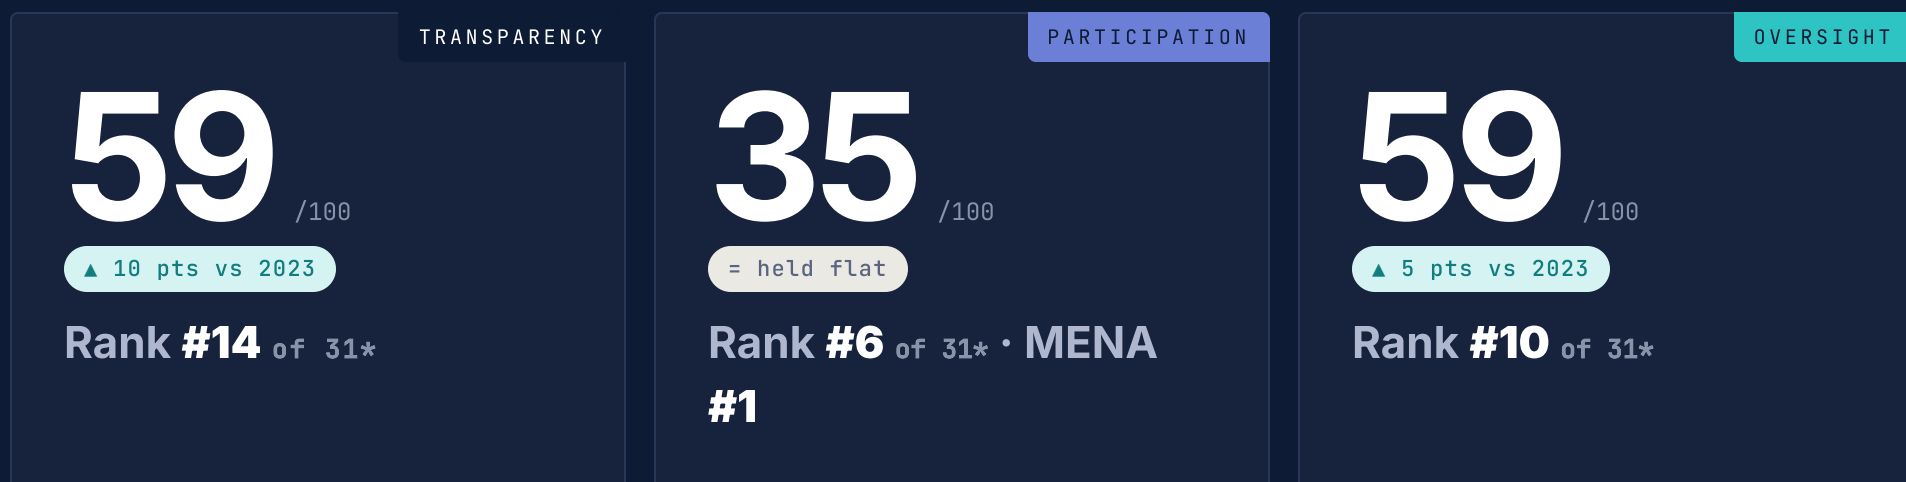 TRANSPARENCY
59 /100
▲ 10 pts vs 2023
Rank #14 of 31*
PARTICIPATION
35 /100
= held flat
Rank #6 of 31* · MENA
#1
OVERSIGHT
59 /100
▲ 5 pts vs 2023
Rank #10 of 31*